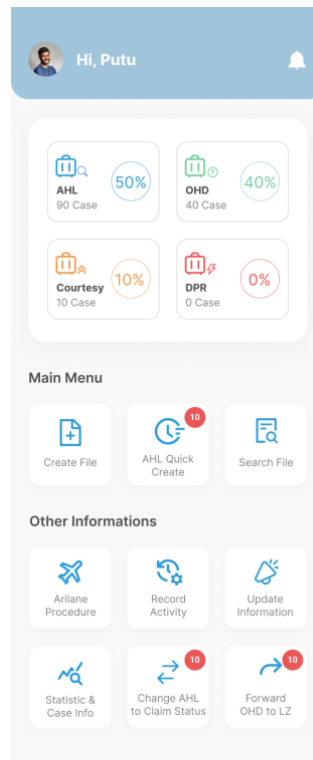 Hi, Putu
AHL
90 Case
50%
OHD
40 Case
40%
Courtesy
10 Case
10%
DPR
0 Case
0%
Main Menu
Create File
10
AHL Quick
Create
Search File
Other Informations
Arilane
Procedure
Record
Activity
Update
Information
Statistic &
Case Info
10
Change AHL
to Claim Status
10
Forward
OHD to LZ